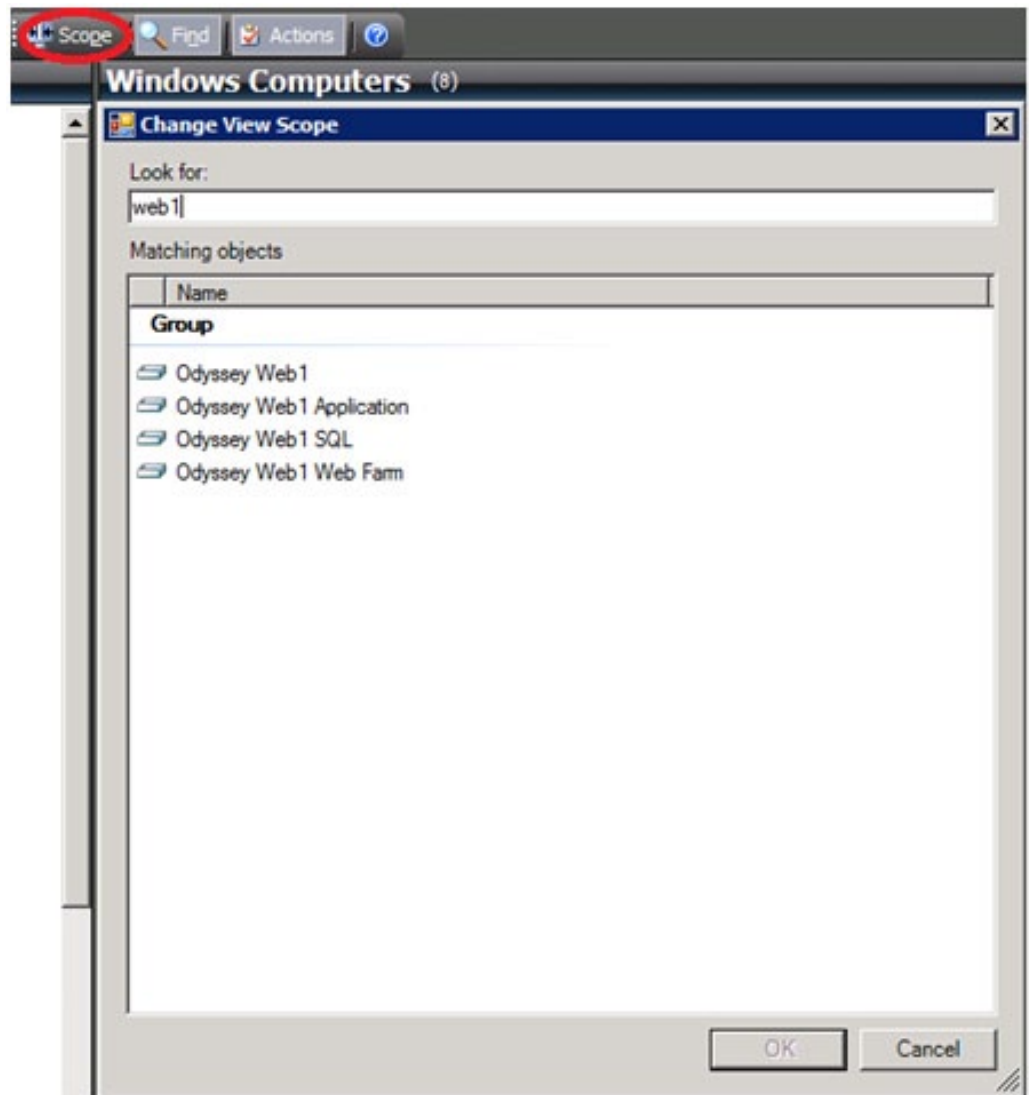 Scope Find Actions ?
Windows Computers (8)
Change View Scope
Look for:
web1
Matching objects
Name
Group
Odyssey Web1
Odyssey Web1 Application
Odyssey Web1 SQL
Odyssey Web1 Web Farm
OK Cancel